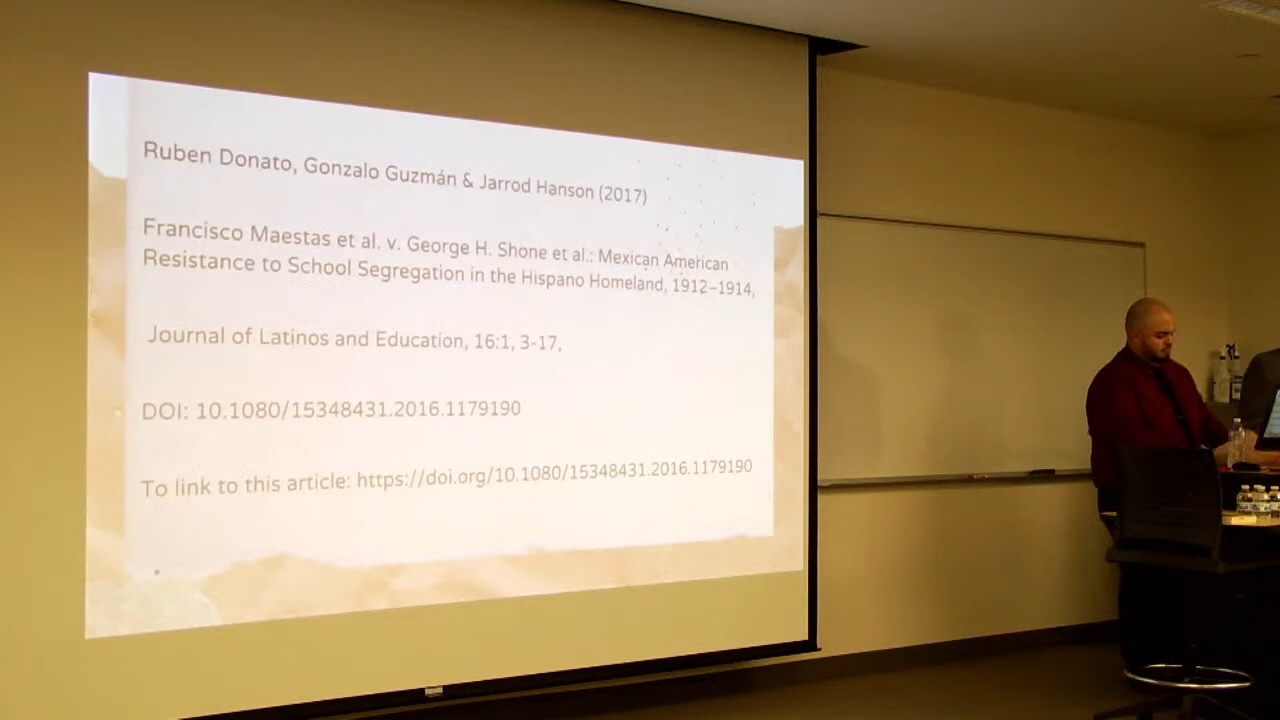 Ruben Donato, Gonzalo Guzmán & Jarrod Hanson (2017)
Francisco Maestas et al. v. George H. Shone et al.: Mexican American
Resistance to School Segregation in the Hispano Homeland, 1912–1914,
Journal of Latinos and Education, 16:1, 3-17,
DOI: 10.1080/15348431.2016.1179190
To link to this article: https://doi.org/10.1080/15348431.2016.1179190